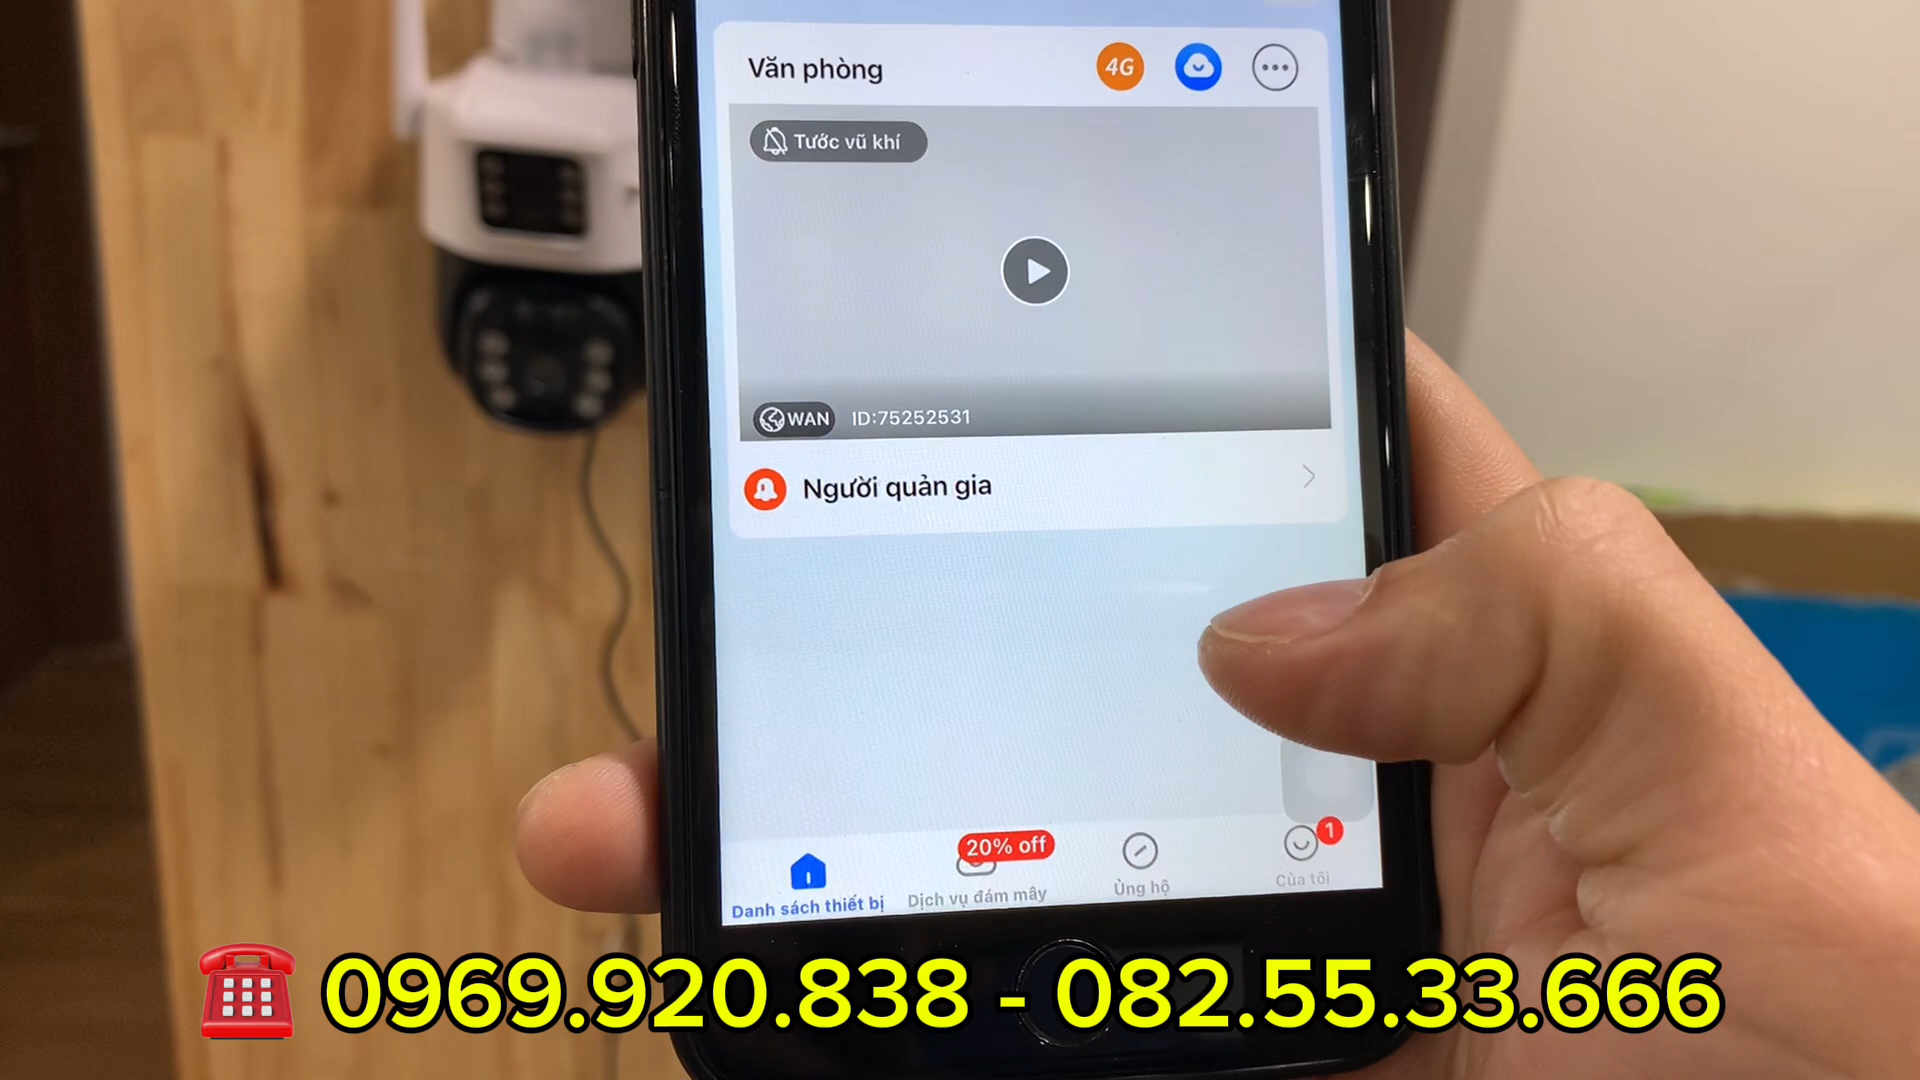 Văn phòng
4G
Tước vũ khí
WAN ID:75252531
Người quản gia
20% off
1
Danh sách thiết bị
Dịch vụ đám mây
Ủng hộ
Của tôi
0969.920.838 - 082.55.33.666